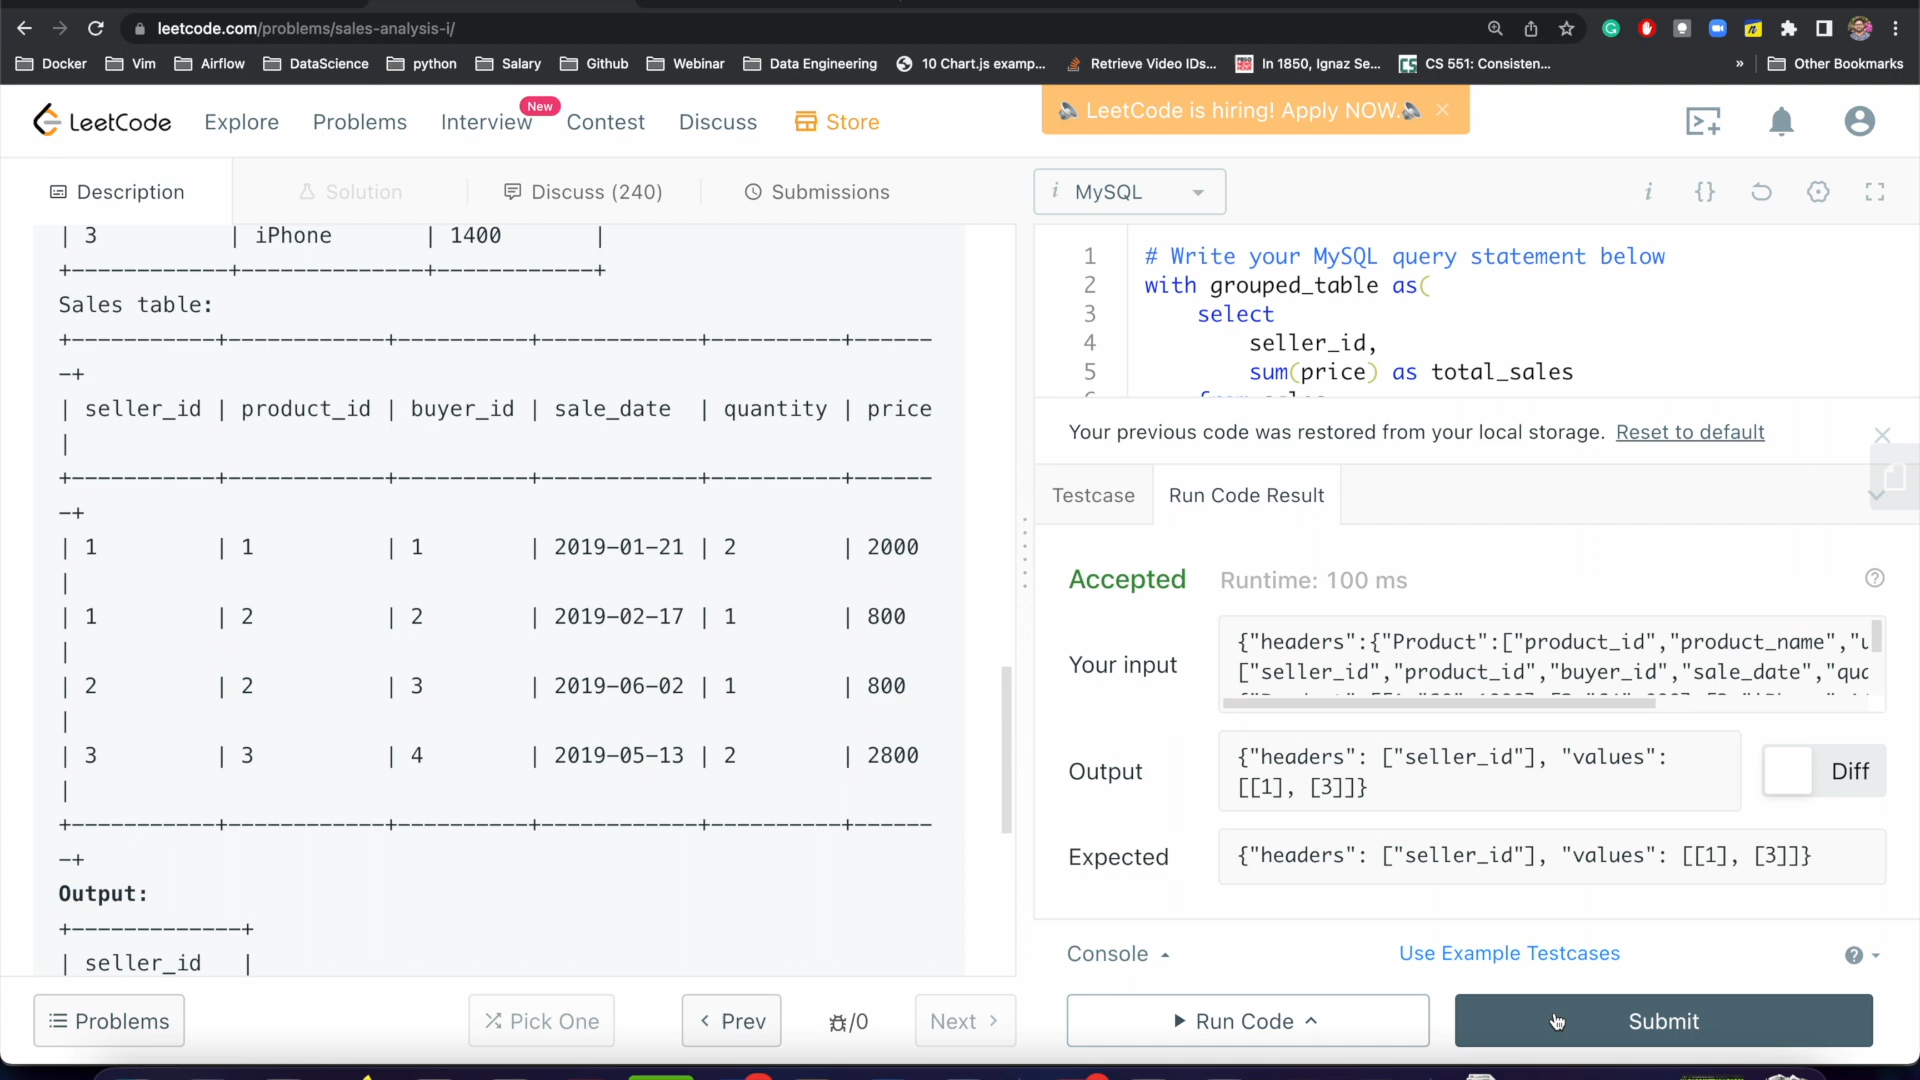 leetcode.com/problems/sales-analysis-i/
Docker Vim Airflow DataScience python Salary Github Webinar Data Engineering 10 Chart.js examp... Retrieve Video IDs... In 1850, Ignaz Se... CS 551: Consisten... » Other Bookmarks
LeetCode Explore Problems Interview New Contest Discuss Store LeetCode is hiring! Apply NOW.
Description Solution Discuss (240) Submissions
| 3 | iPhone | 1400 |
+------------+--------------+------------+
Sales table:
+-----------+------------+----------+------------+----------+------
-+
| seller_id | product_id | buyer_id | sale_date | quantity | price
|
+-----------+------------+----------+------------+----------+------
-+
| 1 | 1 | 1 | 2019-01-21 | 2 | 2000
|
| 1 | 2 | 2 | 2019-02-17 | 1 | 800
|
| 2 | 2 | 3 | 2019-06-02 | 1 | 800
|
| 3 | 3 | 4 | 2019-05-13 | 2 | 2800
|
+-----------+------------+----------+------------+----------+------
-+
Output:
+-------------+
| seller_id |
Problems Pick One Prev /0 Next
MySQL
1 # Write your MySQL query statement below
2 with grouped_table as(
3 select
4 seller_id,
5 sum(price) as total_sales
Your previous code was restored from your local storage. Reset to default
Testcase Run Code Result
Accepted Runtime: 100 ms
Your input
{"headers":{"Product":["product_id","product_name","u
["seller_id","product_id","buyer_id","sale_date","qua
Output
{"headers": ["seller_id"], "values":
[[1], [3]]}
Diff
Expected
{"headers": ["seller_id"], "values": [[1], [3]]}
Console Use Example Testcases
Run Code Submit